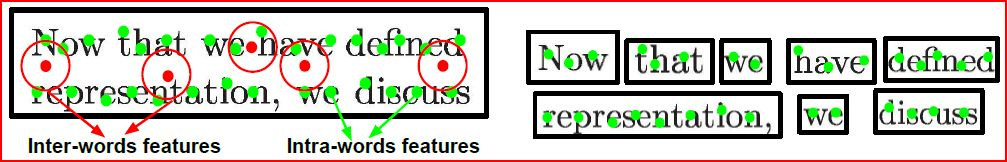 Now that we have defined
representation, we discuss
Inter-words features
Intra-words features
Now that we have defined
representation, we discuss